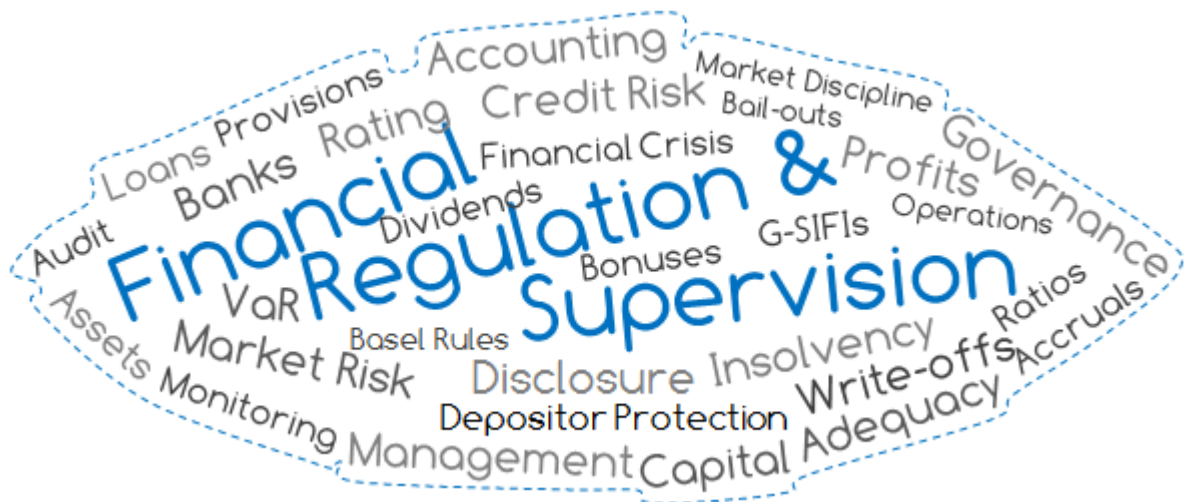 Accounting
Market Discipline
Provisions
Credit Risk
Bail-outs
Rating
Governance
Loans
Banks
Financial Crisis
Profits
Audit
Dividends
Operations
G-SIFIs
Financial
Regulation &
Supervision
Bonuses
VaR
Assets
Basel Rules
Ratios
Accruals
Market Risk
Insolvency
Disclosure
Write-offs
Monitoring
Depositor Protection
Management
Capital Adequacy